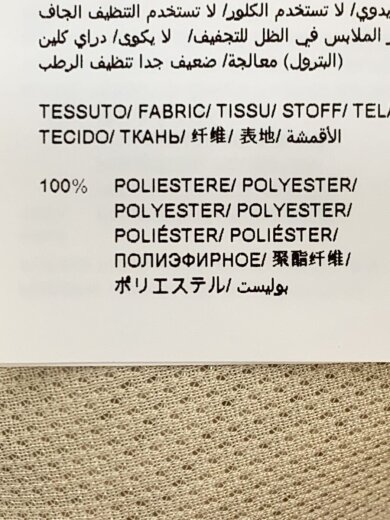 يدوي/ لا تستخدم الكلور/ لا تستخدم التنظيف الجاف
الملابس في الظل للتجفيف/ لا يكوى/ دراي كلين
(البترول) معالجة/ ضعيف جدا تنظيف الرطب
TESSUTO/ FABRIC/ TISSU/ STOFF/ TELA
TECIDO/ ТКАНЬ/ 纤维/ 表地/ الأقمشة
100% POLIESTERE/ POLYESTER/
POLYESTER/ POLYESTER/
POLIÉSTER/ POLIÉSTER/
ПОЛИЭФИРНОЕ/ 聚酯纤维/
ポリエステル/ بوليست